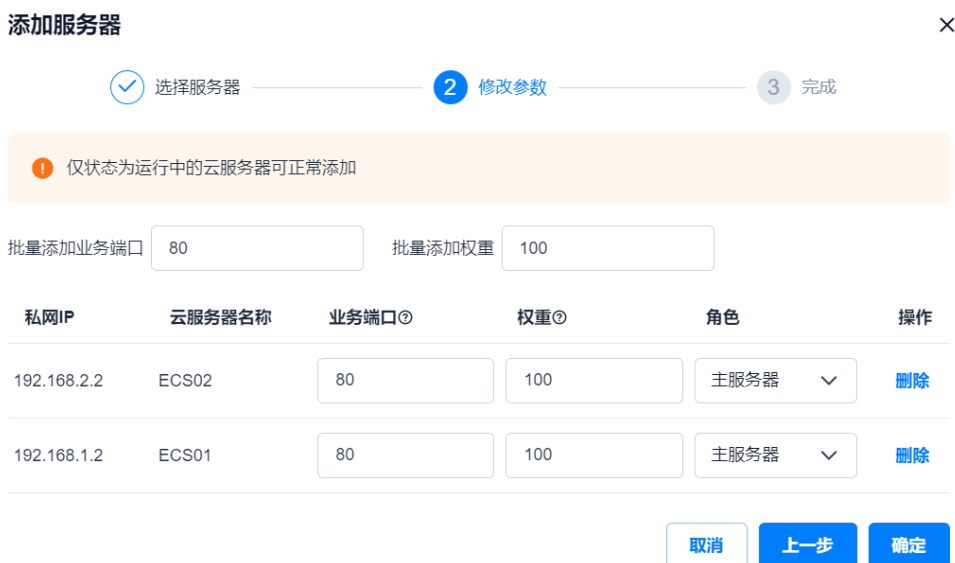 添加服务器
选择服务器 2 修改参数 3 完成
仅状态为运行中的云服务器可正常添加
批量添加业务端口 80 批量添加权重 100
私网IP 云服务器名称 业务端口 权重 角色 操作
192.168.2.2 ECS02 80 100 主服务器 删除
192.168.1.2 ECS01 80 100 主服务器 删除
取消 上一步 确定